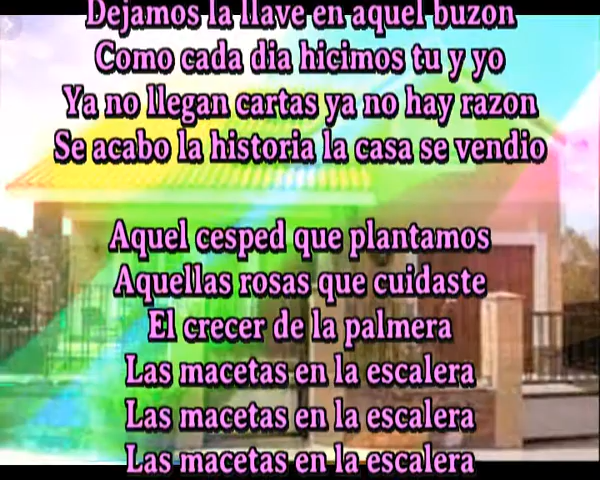 Dejamos la llave en aquel buzon
Como cada dia hicimos tu y yo
Ya no llegan cartas ya no hay razon
Se acabo la historia la casa se vendio
Aquel cesped que plantamos
Aquellas rosas que cuidaste
El crecer de la palmera
Las macetas en la escalera
Las macetas en la escalera
Las macetas en la escalera